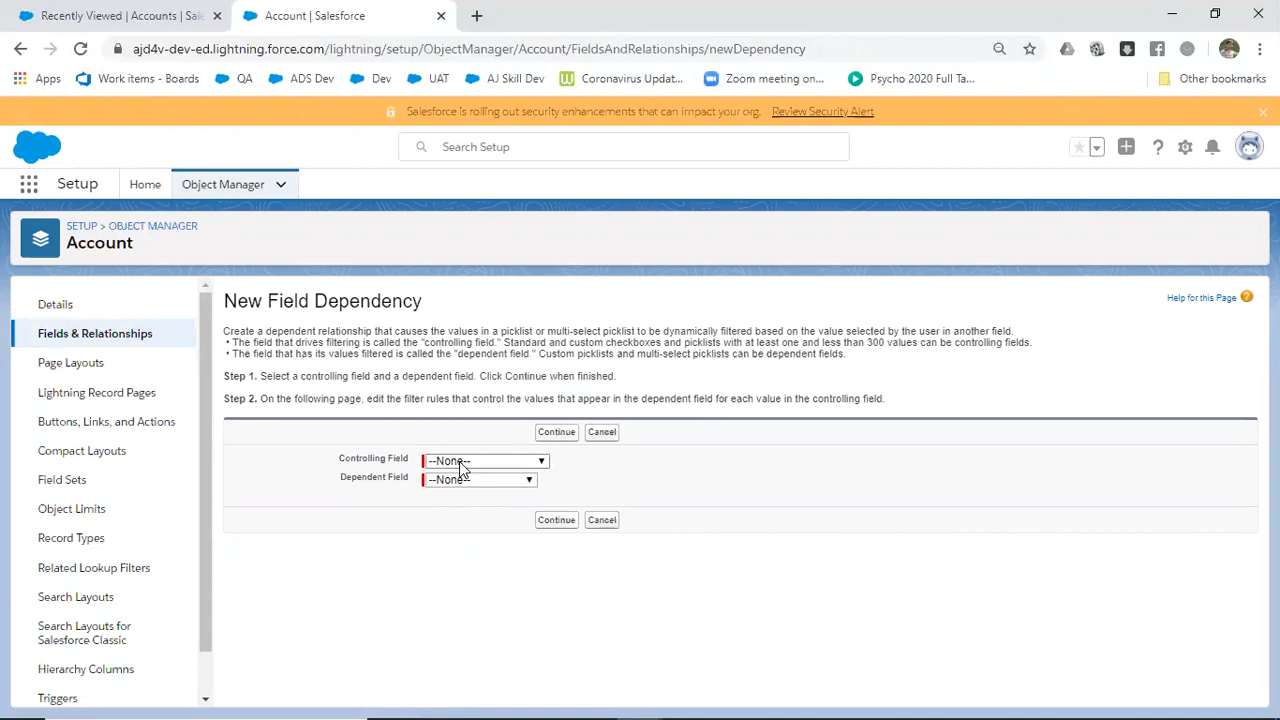 Recently Viewed | Accounts | Sale
Account | Salesforce
ajd4v-dev-ed.lightning.force.com/lightning/setup/ObjectManager/Account/FieldsAndRelationships/newDependency
Apps
Work items - Boards
QA
ADS Dev
Dev
UAT
AJ Skill Dev
Coronavirus Updat...
Zoom meeting on...
Psycho 2020 Full Ta...
Other bookmarks
Salesforce is rolling out security enhancements that can impact your org. Review Security Alert
Search Setup
Setup
Home
Object Manager
SETUP > OBJECT MANAGER
Account
Details
Fields & Relationships
Page Layouts
Lightning Record Pages
Buttons, Links, and Actions
Compact Layouts
Field Sets
Object Limits
Record Types
Related Lookup Filters
Search Layouts
Search Layouts for
Salesforce Classic
Hierarchy Columns
Triggers
New Field Dependency
Help for this Page
Create a dependent relationship that causes the values in a picklist or multi-select picklist to be dynamically filtered based on the value selected by the user in another field.
• The field that drives filtering is called the "controlling field." Standard and custom checkboxes and picklists with at least one and less than 300 values can be controlling fields.
• The field that has its values filtered is called the "dependent field." Custom picklists and multi-select picklists can be dependent fields.
Step 1. Select a controlling field and a dependent field. Click Continue when finished.
Step 2. On the following page, edit the filter rules that control the values that appear in the dependent field for each value in the controlling field.
Continue Cancel
Controlling Field --None--
Dependent Field --None--
Continue Cancel